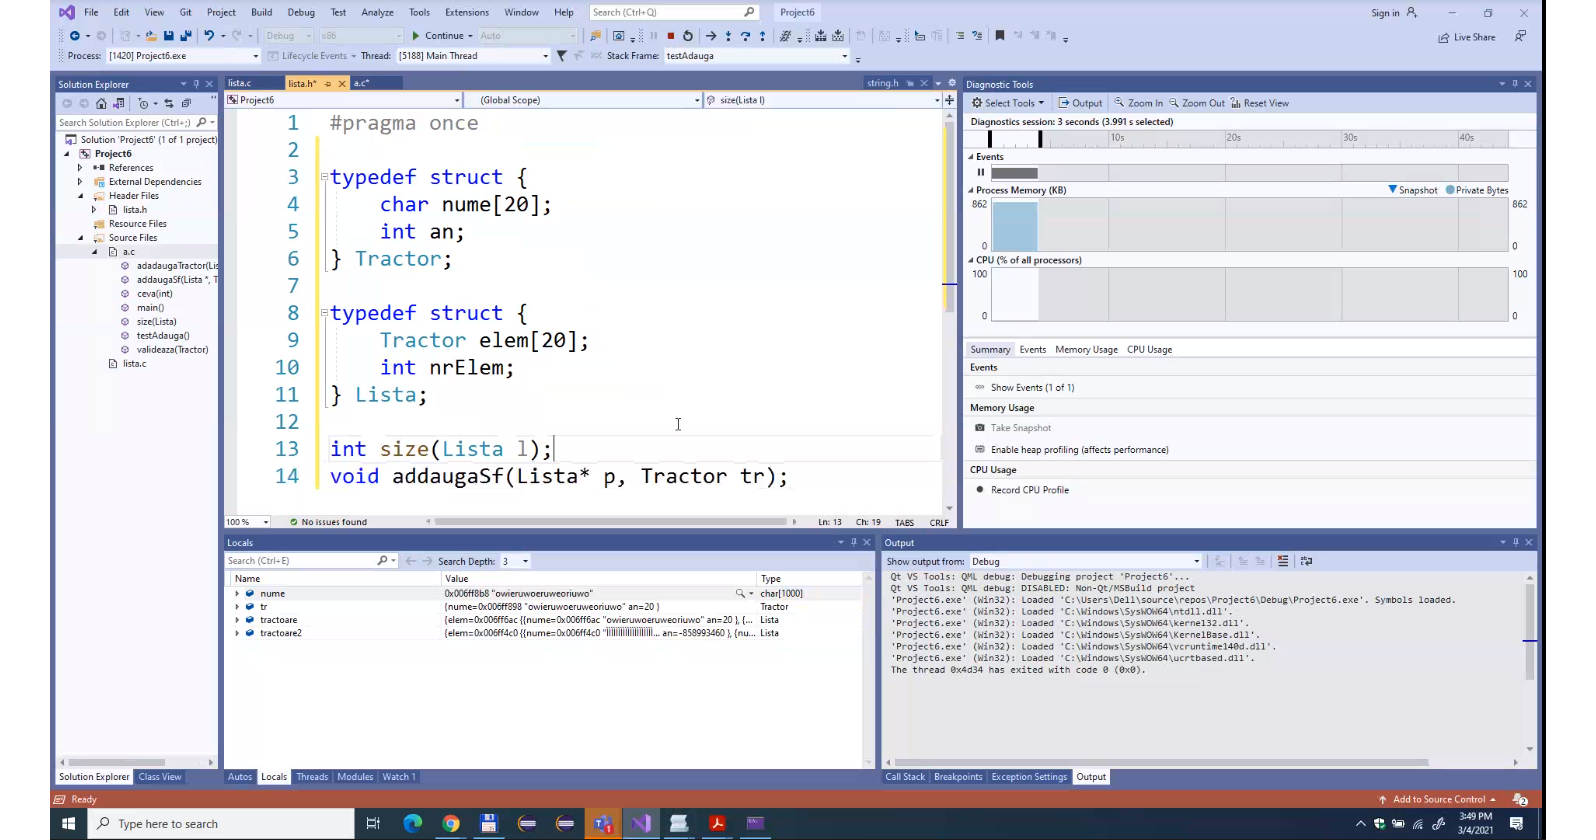 File Edit View Git Project Build Debug Test Analyze Tools Extensions Window Help Search (Ctrl+Q) Project6 Sign in
Debug x86 Continue Auto Live Share
Process: [1420] Project6.exe Lifecycle Events Thread: [5188] Main Thread Stack Frame: testAdauga
Solution Explorer
Search Solution Explorer (Ctrl+;)
Solution 'Project6' (1 of 1 project)
Project6
References
External Dependencies
Header Files
lista.h
Resource Files
Source Files
a.c
adadaugaTractor(Li
addaugaSf(Lista *, T
ceva(int)
main()
size(Lista)
testAdauga()
valideaza(Tractor)
lista.c
Solution Explorer Class View
lista.c lista.h* a.c* string.h
Project6 (Global Scope) size(Lista l)
1 #pragma once
2
3 typedef struct {
4 char nume[20];
5 int an;
6 } Tractor;
7
8 typedef struct {
9 Tractor elem[20];
10 int nrElem;
11 } Lista;
12
13 int size(Lista l);
14 void addaugaSf(Lista* p, Tractor tr);
100 % No issues found Ln: 13 Ch: 19 TABS CRLF
Diagnostic Tools
Select Tools Output Zoom In Zoom Out Reset View
Diagnostics session: 3 seconds (3.991 s selected)
10s 20s 30s 40s
Events
Process Memory (KB) Snapshot Private Bytes
862 862
0 0
CPU (% of all processors)
100 100
0 0
Summary Events Memory Usage CPU Usage
Events
Show Events (1 of 1)
Memory Usage
Take Snapshot
Enable heap profiling (affects performance)
CPU Usage
Record CPU Profile
Locals
Search (Ctrl+E) Search Depth: 3
Name Value Type
nume 0x006ff8b8 "owieruwoeruweoriuwo" char[1000]
tr {nume=0x006ff898 "owieruwoeruweoriuwo" an=20 } Tractor
tractoare {elem=0x006ff6ac {{nume=0x006ff6ac "owieruwoeruweoriuwo" an=20 }, {... Lista
tractoare2 {elem=0x006ff4c0 {{nume=0x006ff4c0 "ÌÌÌÌÌÌÌÌÌÌÌÌÌÌÌÌÌÌÌÌ... an=-858993460 }, {nu... Lista
Autos Locals Threads Modules Watch 1
Output
Show output from: Debug
Qt VS Tools: QML debug: Debugging project 'Project6'...
Qt VS Tools: QML debug: DISABLED: Non-Qt/MSBuild project
'Project6.exe' (Win32): Loaded 'C:\Users\Dell\source\repos\Project6\Debug\Project6.exe'. Symbols loaded.
'Project6.exe' (Win32): Loaded 'C:\Windows\SysWOW64\ntdll.dll'.
'Project6.exe' (Win32): Loaded 'C:\Windows\SysWOW64\kernel32.dll'.
'Project6.exe' (Win32): Loaded 'C:\Windows\SysWOW64\KernelBase.dll'.
'Project6.exe' (Win32): Loaded 'C:\Windows\SysWOW64\vcruntime140d.dll'.
'Project6.exe' (Win32): Loaded 'C:\Windows\SysWOW64\ucrtbased.dll'.
The thread 0x4d34 has exited with code 0 (0x0).
Call Stack Breakpoints Exception Settings Output
Ready Add to Source Control 2
Type here to search
3:49 PM
3/4/2021